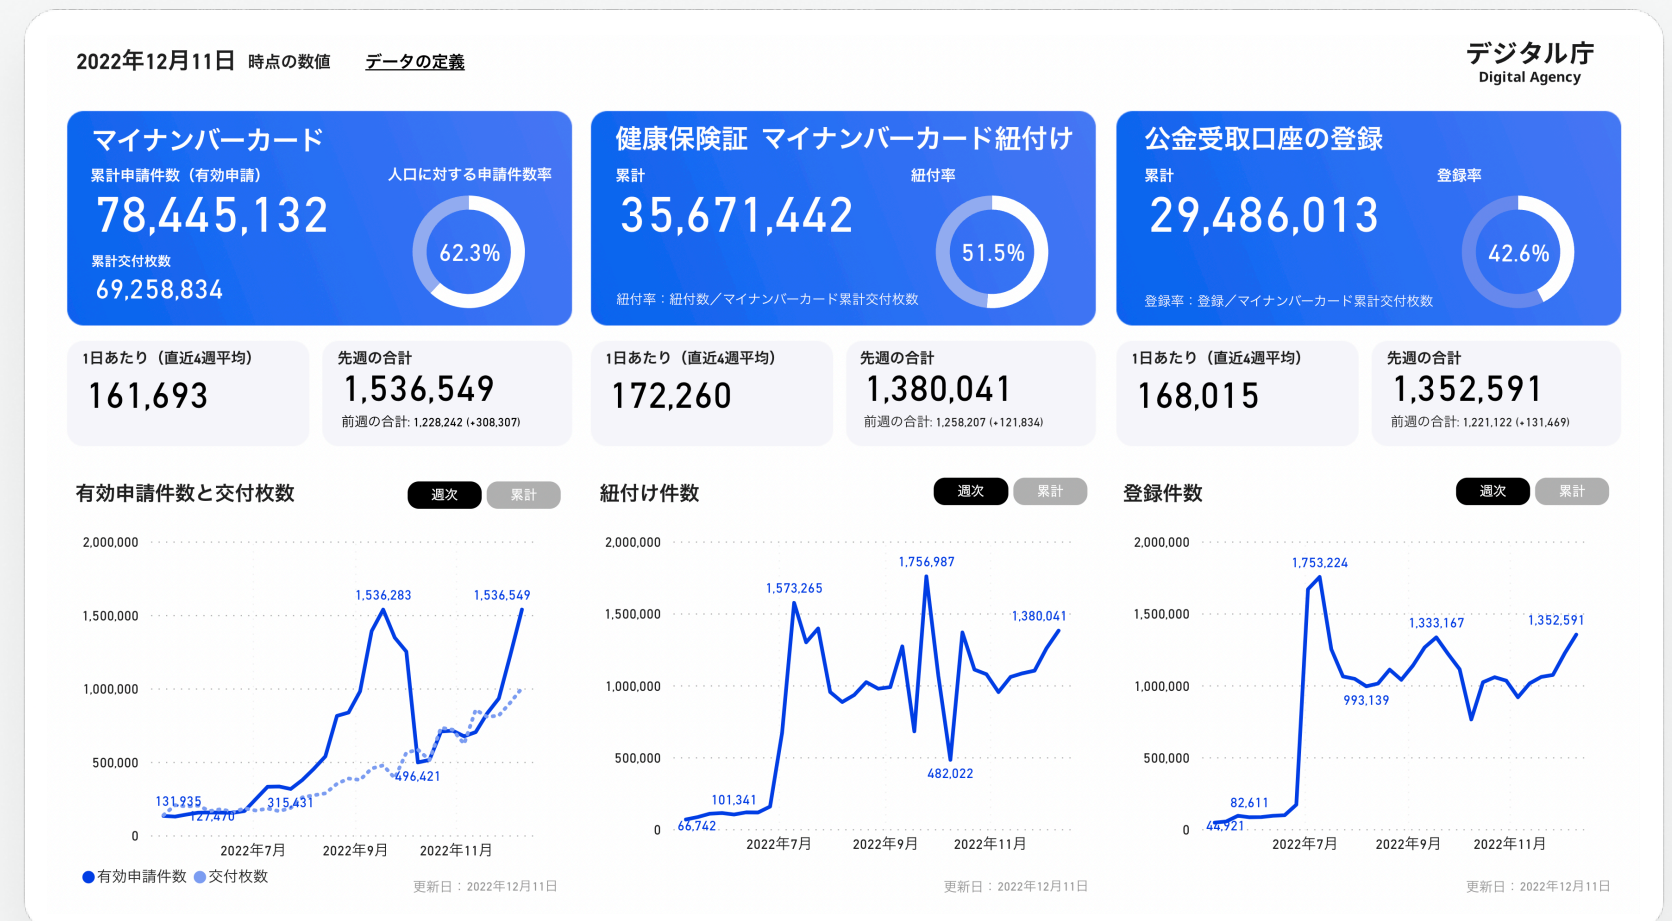 2022年12月11日 時点の数値 データの定義
デジタル庁
Digital Agency
マイナンバーカード
累計申請件数（有効申請）
78,445,132
累計交付枚数
69,258,834
人口に対する申請件数率
62.3%
健康保険証 マイナンバーカード紐付け
累計
35,671,442
紐付率
51.5%
紐付率：紐付数／マイナンバーカード累計交付枚数
公金受取口座の登録
累計
29,486,013
登録率
42.6%
登録率：登録／マイナンバーカード累計交付枚数
1日あたり（直近4週平均）
161,693
先週の合計
1,536,549
前週の合計: 1,228,242 (+308,307)
1日あたり（直近4週平均）
172,260
先週の合計
1,380,041
前週の合計: 1,258,207 (+121,834)
1日あたり（直近4週平均）
168,015
先週の合計
1,352,591
前週の合計: 1,221,122 (+131,469)
有効申請件数と交付枚数
週次 累計
2,000,000
1,500,000
1,000,000
500,000
0
1,536,283
1,536,549
496,421
131,935
315,431
127,470
2022年7月 2022年9月 2022年11月
有効申請件数 交付枚数
更新日：2022年12月11日
紐付け件数
週次 累計
2,000,000
1,500,000
1,000,000
500,000
0
1,756,987
1,573,265
1,380,041
482,022
101,341
66,742
2022年7月 2022年9月 2022年11月
更新日：2022年12月11日
登録件数
週次 累計
2,000,000
1,500,000
1,000,000
500,000
0
1,753,224
1,333,167
1,352,591
993,139
82,611
44,921
2022年7月 2022年9月 2022年11月
更新日：2022年12月11日